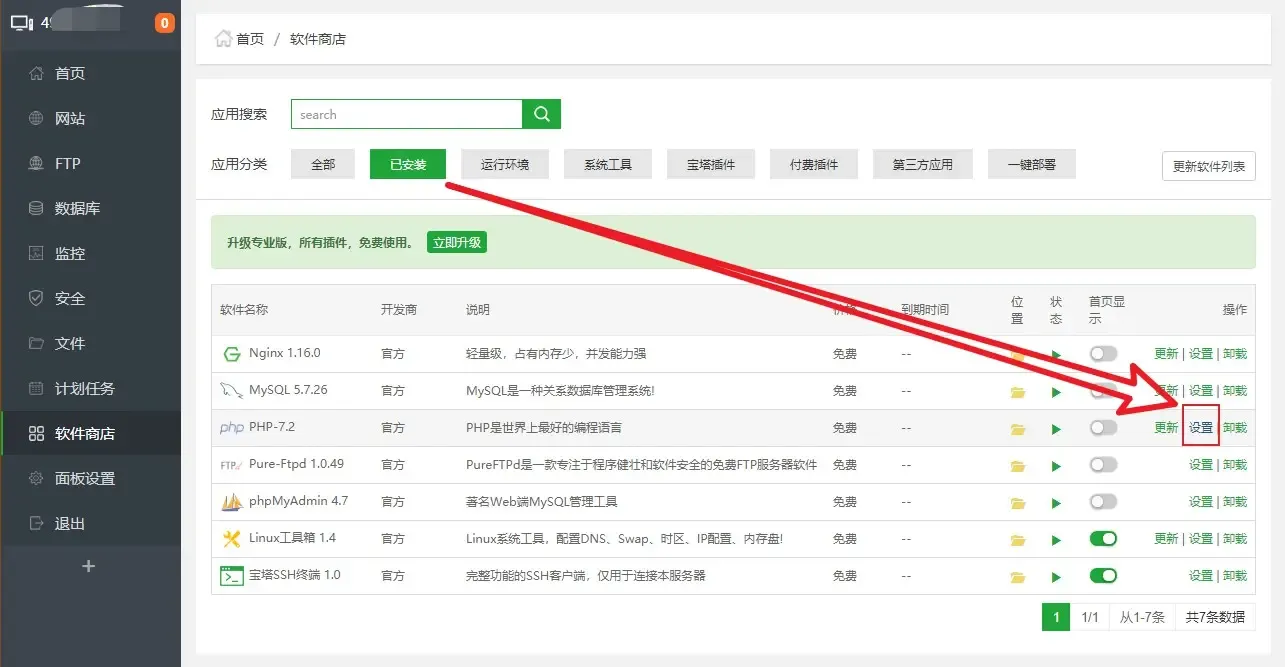 49
0
首页
网站
FTP
数据库
监控
安全
文件
计划任务
软件商店
面板设置
退出
+
首页 / 软件商店
应用搜索 search
应用分类 全部 已安装 运行环境 系统工具 宝塔插件 付费插件 第三方应用 一键部署 更新软件列表
升级专业版，所有插件，免费使用。 立即升级
软件名称 开发商 说明 价格 到期时间 位置 状态 首页显示 操作
Nginx 1.16.0 官方 轻量级，占有内存少，并发能力强 免费 -- 更新 | 设置 | 卸载
MySQL 5.7.26 官方 MySQL是一种关系数据库管理系统! 免费 -- 更新 | 设置 | 卸载
php PHP-7.2 官方 PHP是世界上最好的编程语言 免费 -- 更新 | 设置 | 卸载
FTP Pure-Ftpd 1.0.49 官方 PureFTPd是一款专注于程序健壮和软件安全的免费FTP服务器软件 免费 -- 设置 | 卸载
phpMyAdmin 4.7 官方 著名Web端MySQL管理工具 免费 -- 设置 | 卸载
Linux工具箱 1.4 官方 Linux系统工具，配置DNS、Swap、时区、IP配置、内存盘! 免费 -- 更新 | 设置 | 卸载
宝塔SSH终端 1.0 官方 完整功能的SSH客户端，仅用于连接本服务器 免费 -- 设置 | 卸载
1 1/1 从1-7条 共7条数据